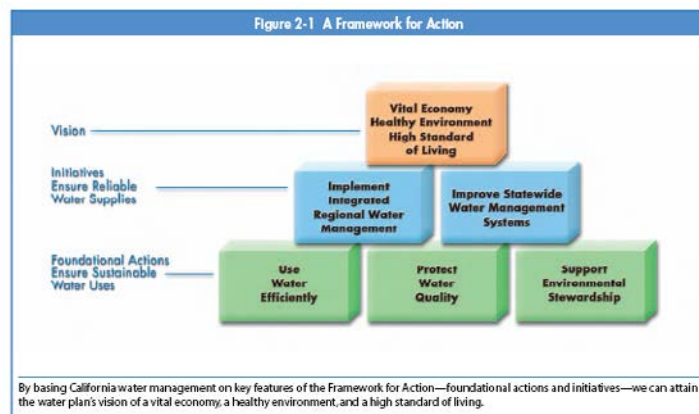 Figure 2-1 A Framework for Action
Vision
Vital Economy
Healthy Environment
High Standard
of Living
Initiatives
Ensure Reliable
Water Supplies
Implement
Integrated
Regional Water
Management
Improve Statewide
Water Management
Systems
Foundational Actions
Ensure Sustainable
Water Uses
Use
Water
Efficiently
Protect
Water
Quality
Support
Environmental
Stewardship
By basing California water management on key features of the Framework for Action—foundational actions and initiatives—we can attain
the water plan's vision of a vital economy, a healthy environment, and a high standard of living.